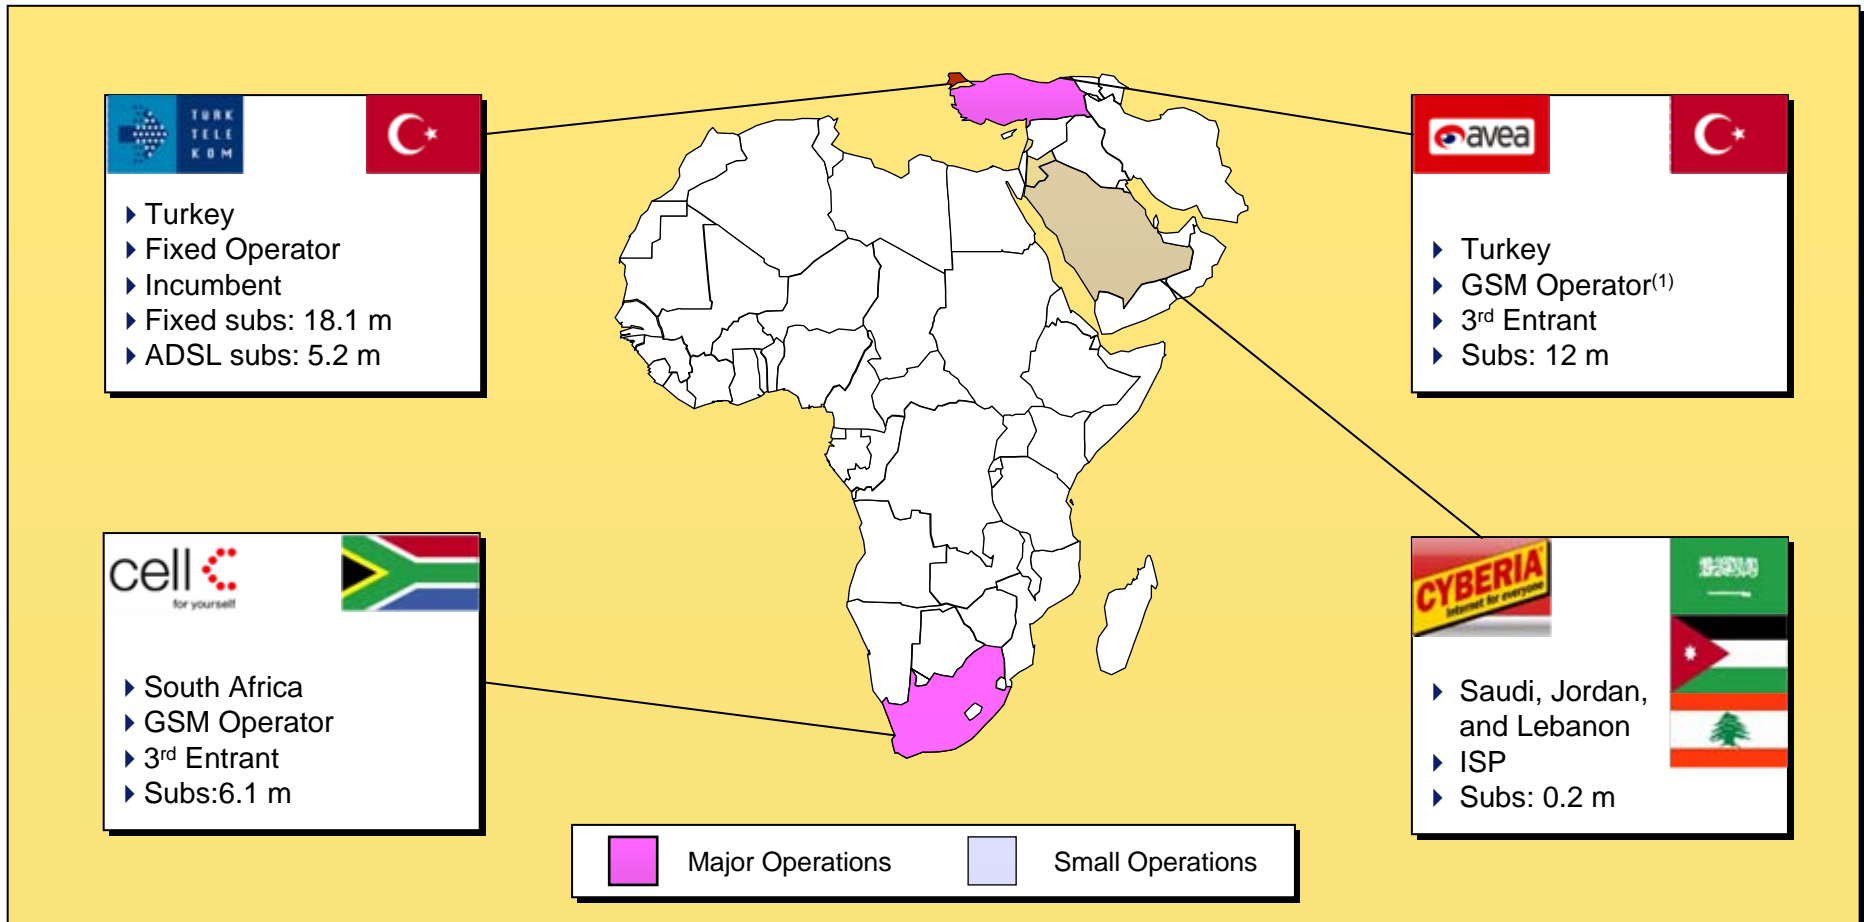 TURK
TELE
KOM
Turkey
Fixed Operator
Incumbent
Fixed subs: 18.1 m
ADSL subs: 5.2 m
avea
Turkey
GSM Operator(1)
3rd Entrant
Subs: 12 m
cell C
for yourself
South Africa
GSM Operator
3rd Entrant
Subs:6.1 m
CYBERIA
Internet for everyone
Saudi, Jordan,
and Lebanon
ISP
Subs: 0.2 m
Major Operations
Small Operations